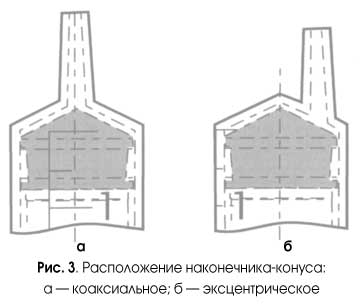 а
б
Рис. 3. Расположение наконечника-конуса:
а — коаксиальное; б — эксцентрическое